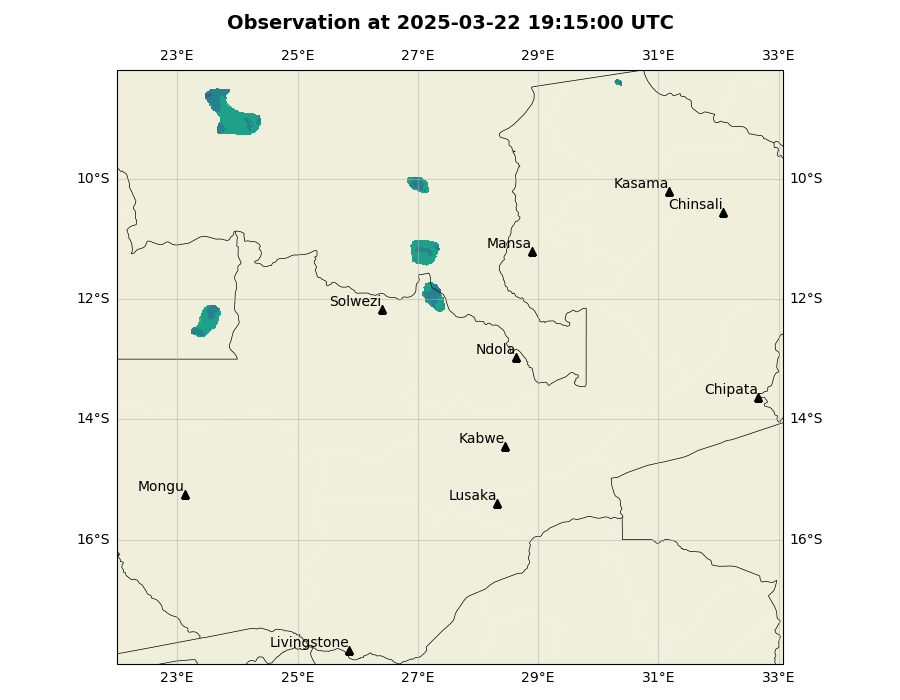 Observation at 2025-03-22 19:15:00 UTC
23°E 25°E 27°E 29°E 31°E 33°E
10°S 10°S
Kasama
Chinsali
Mansa
12°S 12°S
Solwezi
Ndola
Chipata
14°S 14°S
Kabwe
Mongu
Lusaka
16°S 16°S
Livingstone
23°E 25°E 27°E 29°E 31°E 33°E